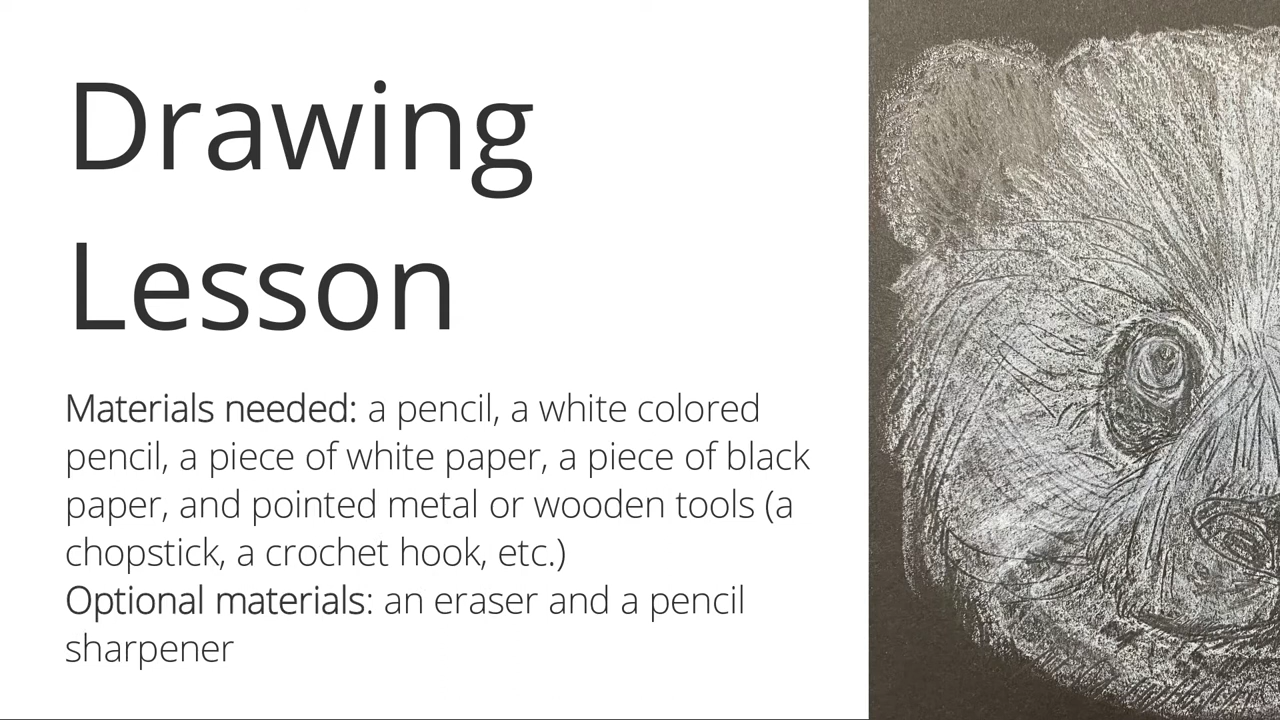 Drawing
Lesson
Materials needed: a pencil, a white colored
pencil, a piece of white paper, a piece of black
paper, and pointed metal or wooden tools (a
chopstick, a crochet hook, etc.)
Optional materials: an eraser and a pencil
sharpener